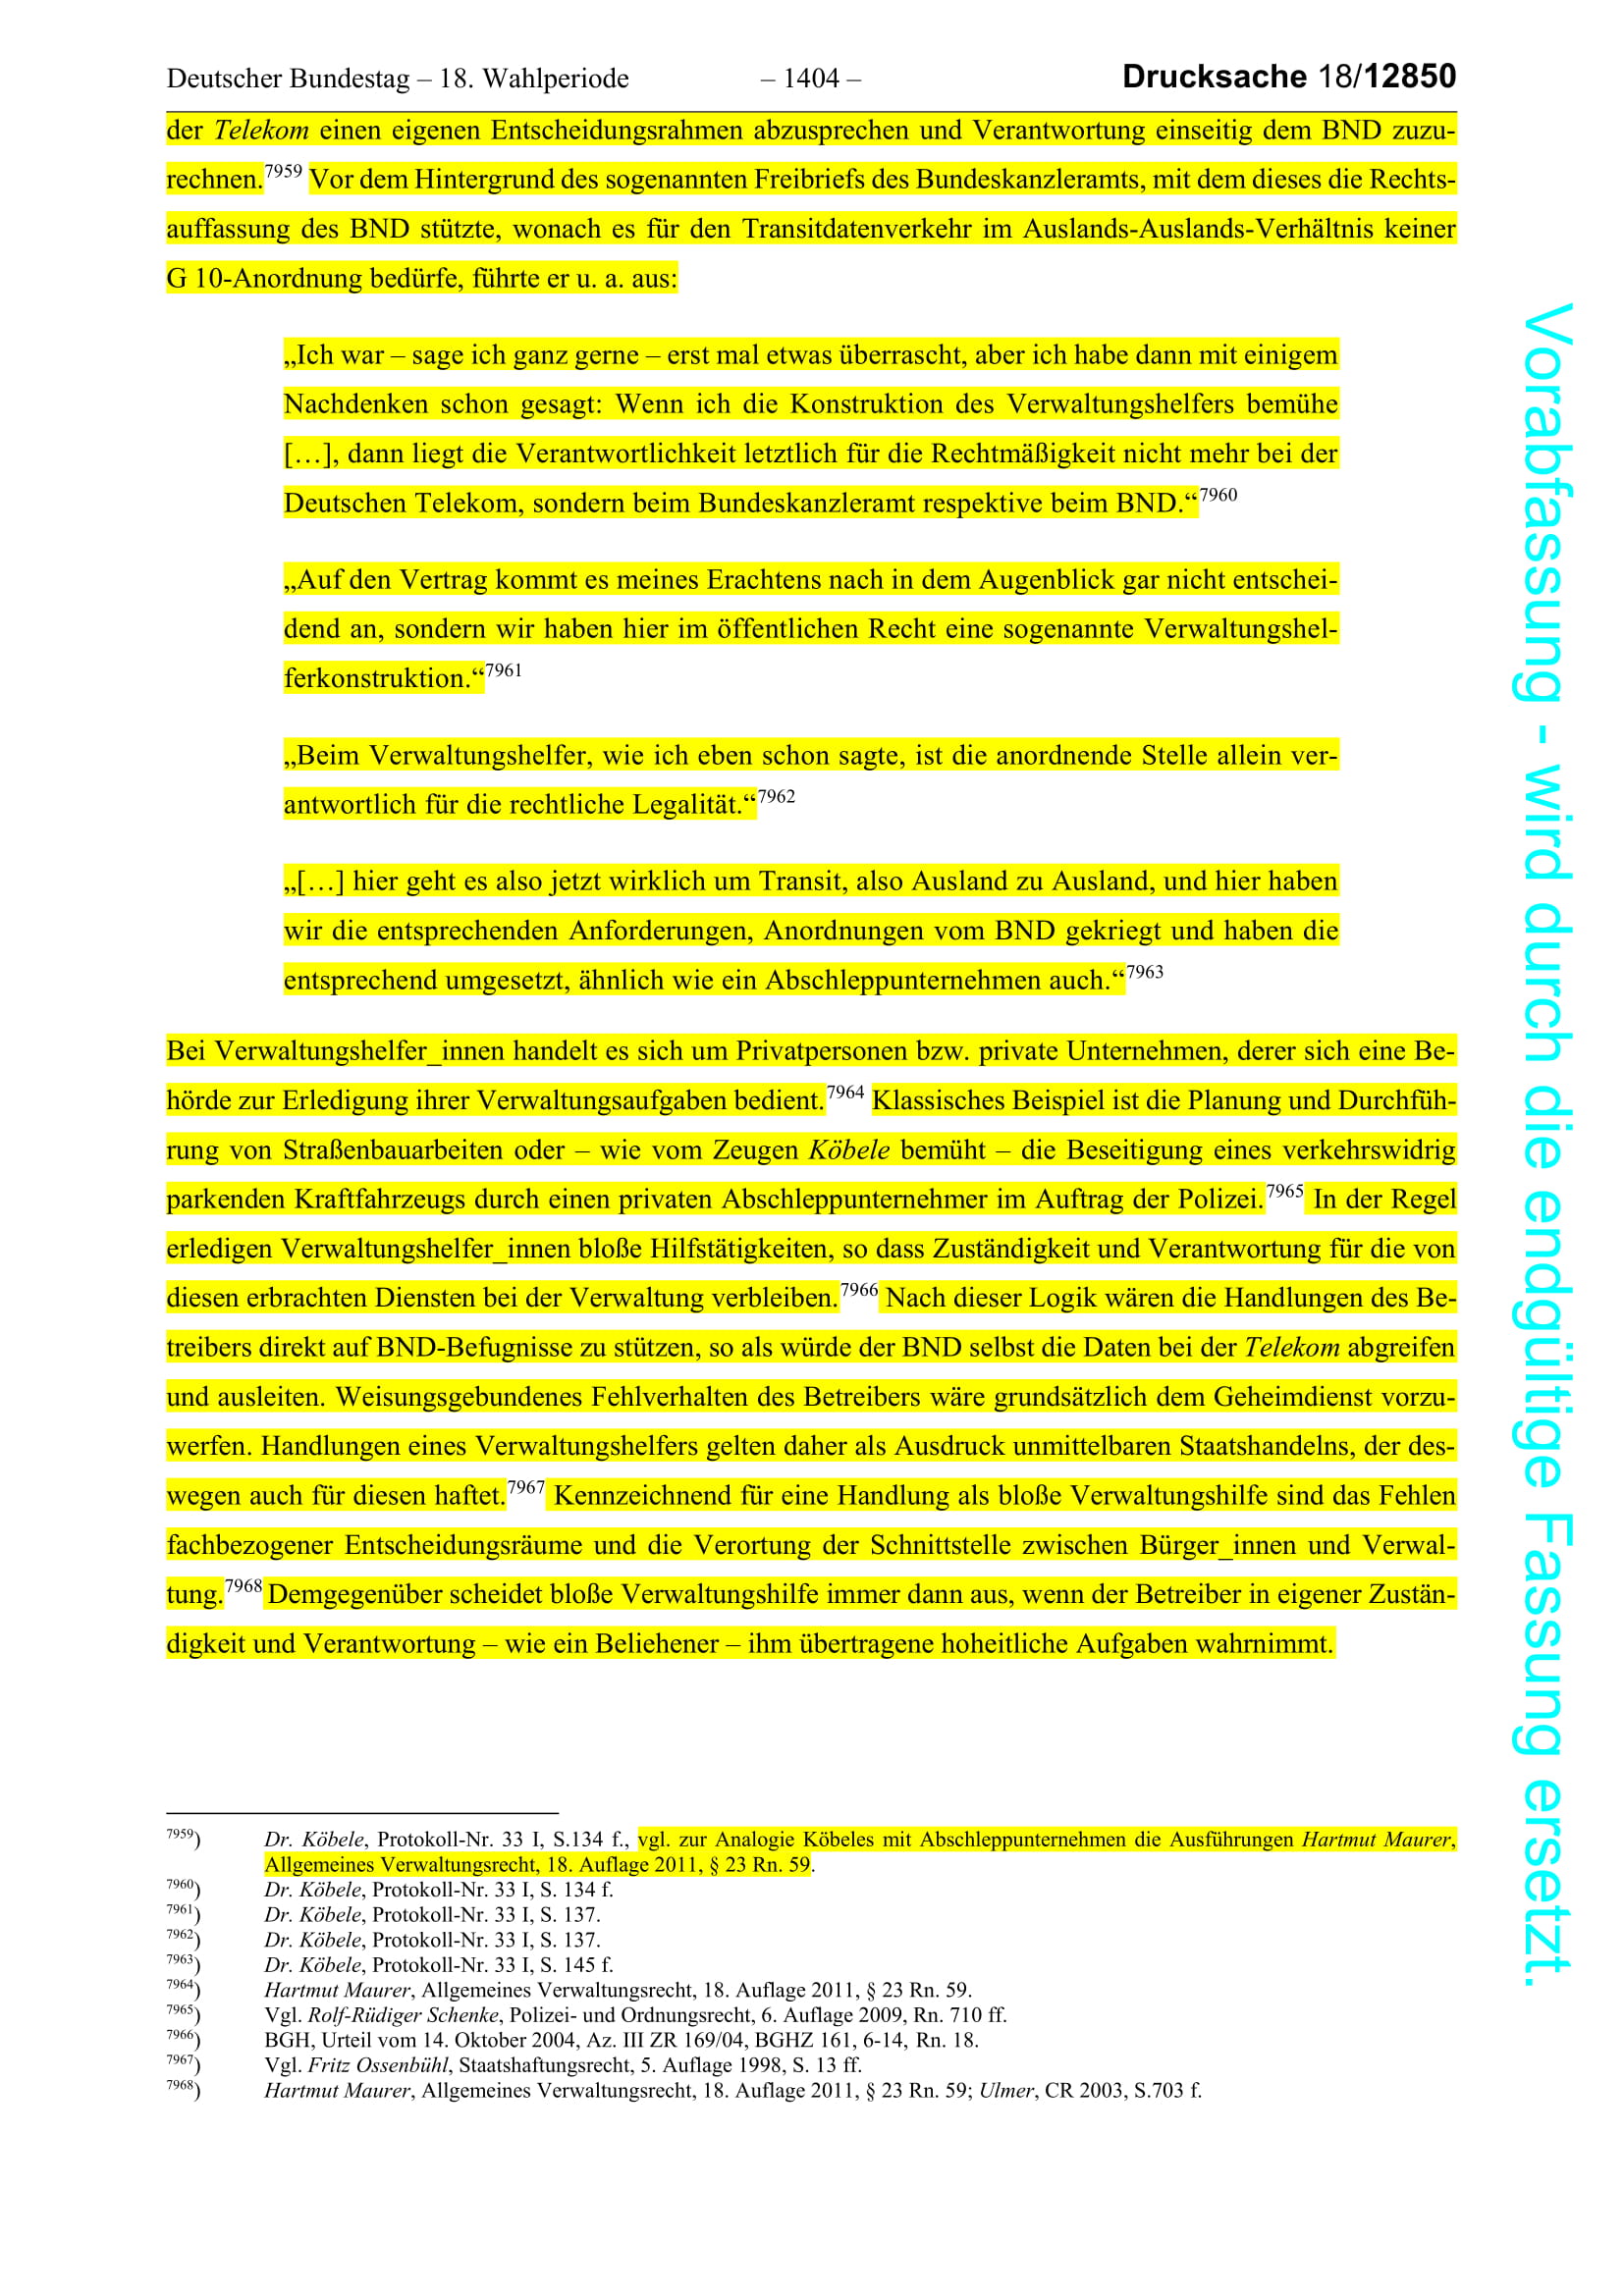 Deutscher Bundestag – 18. Wahlperiode – 1404 – Drucksache 18/12850
der Telekom einen eigenen Entscheidungsrahmen abzusprechen und Verantwortung einseitig dem BND zuzu-
rechnen.7959 Vor dem Hintergrund des sogenannten Freibriefs des Bundeskanzleramts, mit dem dieses die Rechts-
auffassung des BND stützte, wonach es für den Transitdatenverkehr im Auslands-Auslands-Verhältnis keiner
G 10-Anordnung bedürfe, führte er u. a. aus:
„Ich war – sage ich ganz gerne – erst mal etwas überrascht, aber ich habe dann mit einigem
Nachdenken schon gesagt: Wenn ich die Konstruktion des Verwaltungshelfers bemühe
[…], dann liegt die Verantwortlichkeit letztlich für die Rechtmäßigkeit nicht mehr bei der
Deutschen Telekom, sondern beim Bundeskanzleramt respektive beim BND.“7960
„Auf den Vertrag kommt es meines Erachtens nach in dem Augenblick gar nicht entschei-
dend an, sondern wir haben hier im öffentlichen Recht eine sogenannte Verwaltungshel-
ferkonstruktion.“7961
„Beim Verwaltungshelfer, wie ich eben schon sagte, ist die anordnende Stelle allein ver-
antwortlich für die rechtliche Legalität.“7962
„[…] hier geht es also jetzt wirklich um Transit, also Ausland zu Ausland, und hier haben
wir die entsprechenden Anforderungen, Anordnungen vom BND gekriegt und haben die
entsprechend umgesetzt, ähnlich wie ein Abschleppunternehmen auch.“7963
Bei Verwaltungshelfer_innen handelt es sich um Privatpersonen bzw. private Unternehmen, derer sich eine Be-
hörde zur Erledigung ihrer Verwaltungsaufgaben bedient.7964 Klassisches Beispiel ist die Planung und Durchfüh-
rung von Straßenbauarbeiten oder – wie vom Zeugen Köbele bemüht – die Beseitigung eines verkehrswidrig
parkenden Kraftfahrzeugs durch einen privaten Abschleppunternehmer im Auftrag der Polizei.7965 In der Regel
erledigen Verwaltungshelfer_innen bloße Hilfstätigkeiten, so dass Zuständigkeit und Verantwortung für die von
diesen erbrachten Diensten bei der Verwaltung verbleiben.7966 Nach dieser Logik wären die Handlungen des Be-
treibers direkt auf BND-Befugnisse zu stützen, so als würde der BND selbst die Daten bei der Telekom abgreifen
und ausleiten. Weisungsgebundenes Fehlverhalten des Betreibers wäre grundsätzlich dem Geheimdienst vorzu-
werfen. Handlungen eines Verwaltungshelfers gelten daher als Ausdruck unmittelbaren Staatshandelns, der des-
wegen auch für diesen haftet.7967 Kennzeichnend für eine Handlung als bloße Verwaltungshilfe sind das Fehlen
fachbezogener Entscheidungsräume und die Verortung der Schnittstelle zwischen Bürger_innen und Verwal-
tung.7968 Demgegenüber scheidet bloße Verwaltungshilfe immer dann aus, wenn der Betreiber in eigener Zustän-
digkeit und Verantwortung – wie ein Beliehener – ihm übertragene hoheitliche Aufgaben wahrnimmt.
7959) Dr. Köbele, Protokoll-Nr. 33 I, S.134 f., vgl. zur Analogie Köbeles mit Abschleppunternehmen die Ausführungen Hartmut Maurer,
Allgemeines Verwaltungsrecht, 18. Auflage 2011, § 23 Rn. 59.
7960) Dr. Köbele, Protokoll-Nr. 33 I, S. 134 f.
7961) Dr. Köbele, Protokoll-Nr. 33 I, S. 137.
7962) Dr. Köbele, Protokoll-Nr. 33 I, S. 137.
7963) Dr. Köbele, Protokoll-Nr. 33 I, S. 145 f.
7964) Hartmut Maurer, Allgemeines Verwaltungsrecht, 18. Auflage 2011, § 23 Rn. 59.
7965) Vgl. Rolf-Rüdiger Schenke, Polizei- und Ordnungsrecht, 6. Auflage 2009, Rn. 710 ff.
7966) BGH, Urteil vom 14. Oktober 2004, Az. III ZR 169/04, BGHZ 161, 6-14, Rn. 18.
7967) Vgl. Fritz Ossenbühl, Staatshaftungsrecht, 5. Auflage 1998, S. 13 ff.
7968) Hartmut Maurer, Allgemeines Verwaltungsrecht, 18. Auflage 2011, § 23 Rn. 59; Ulmer, CR 2003, S.703 f.
Vorabfassung - wird durch die endgültige Fassung ersetzt.